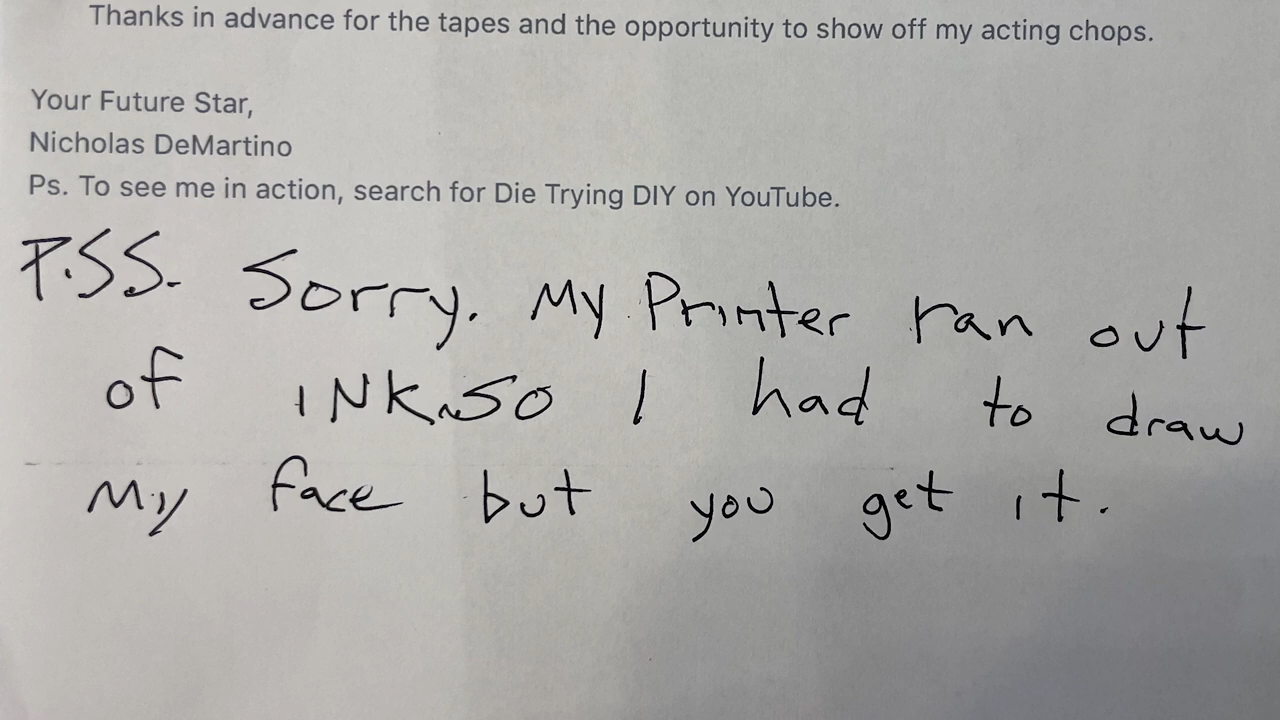 Thanks in advance for the tapes and the opportunity to show off my acting chops.
Your Future Star,
Nicholas DeMartino
Ps. To see me in action, search for Die Trying DIY on YouTube.
P.SS. Sorry. My Printer ran out
of INK. SO I had to draw
My face but you get it.